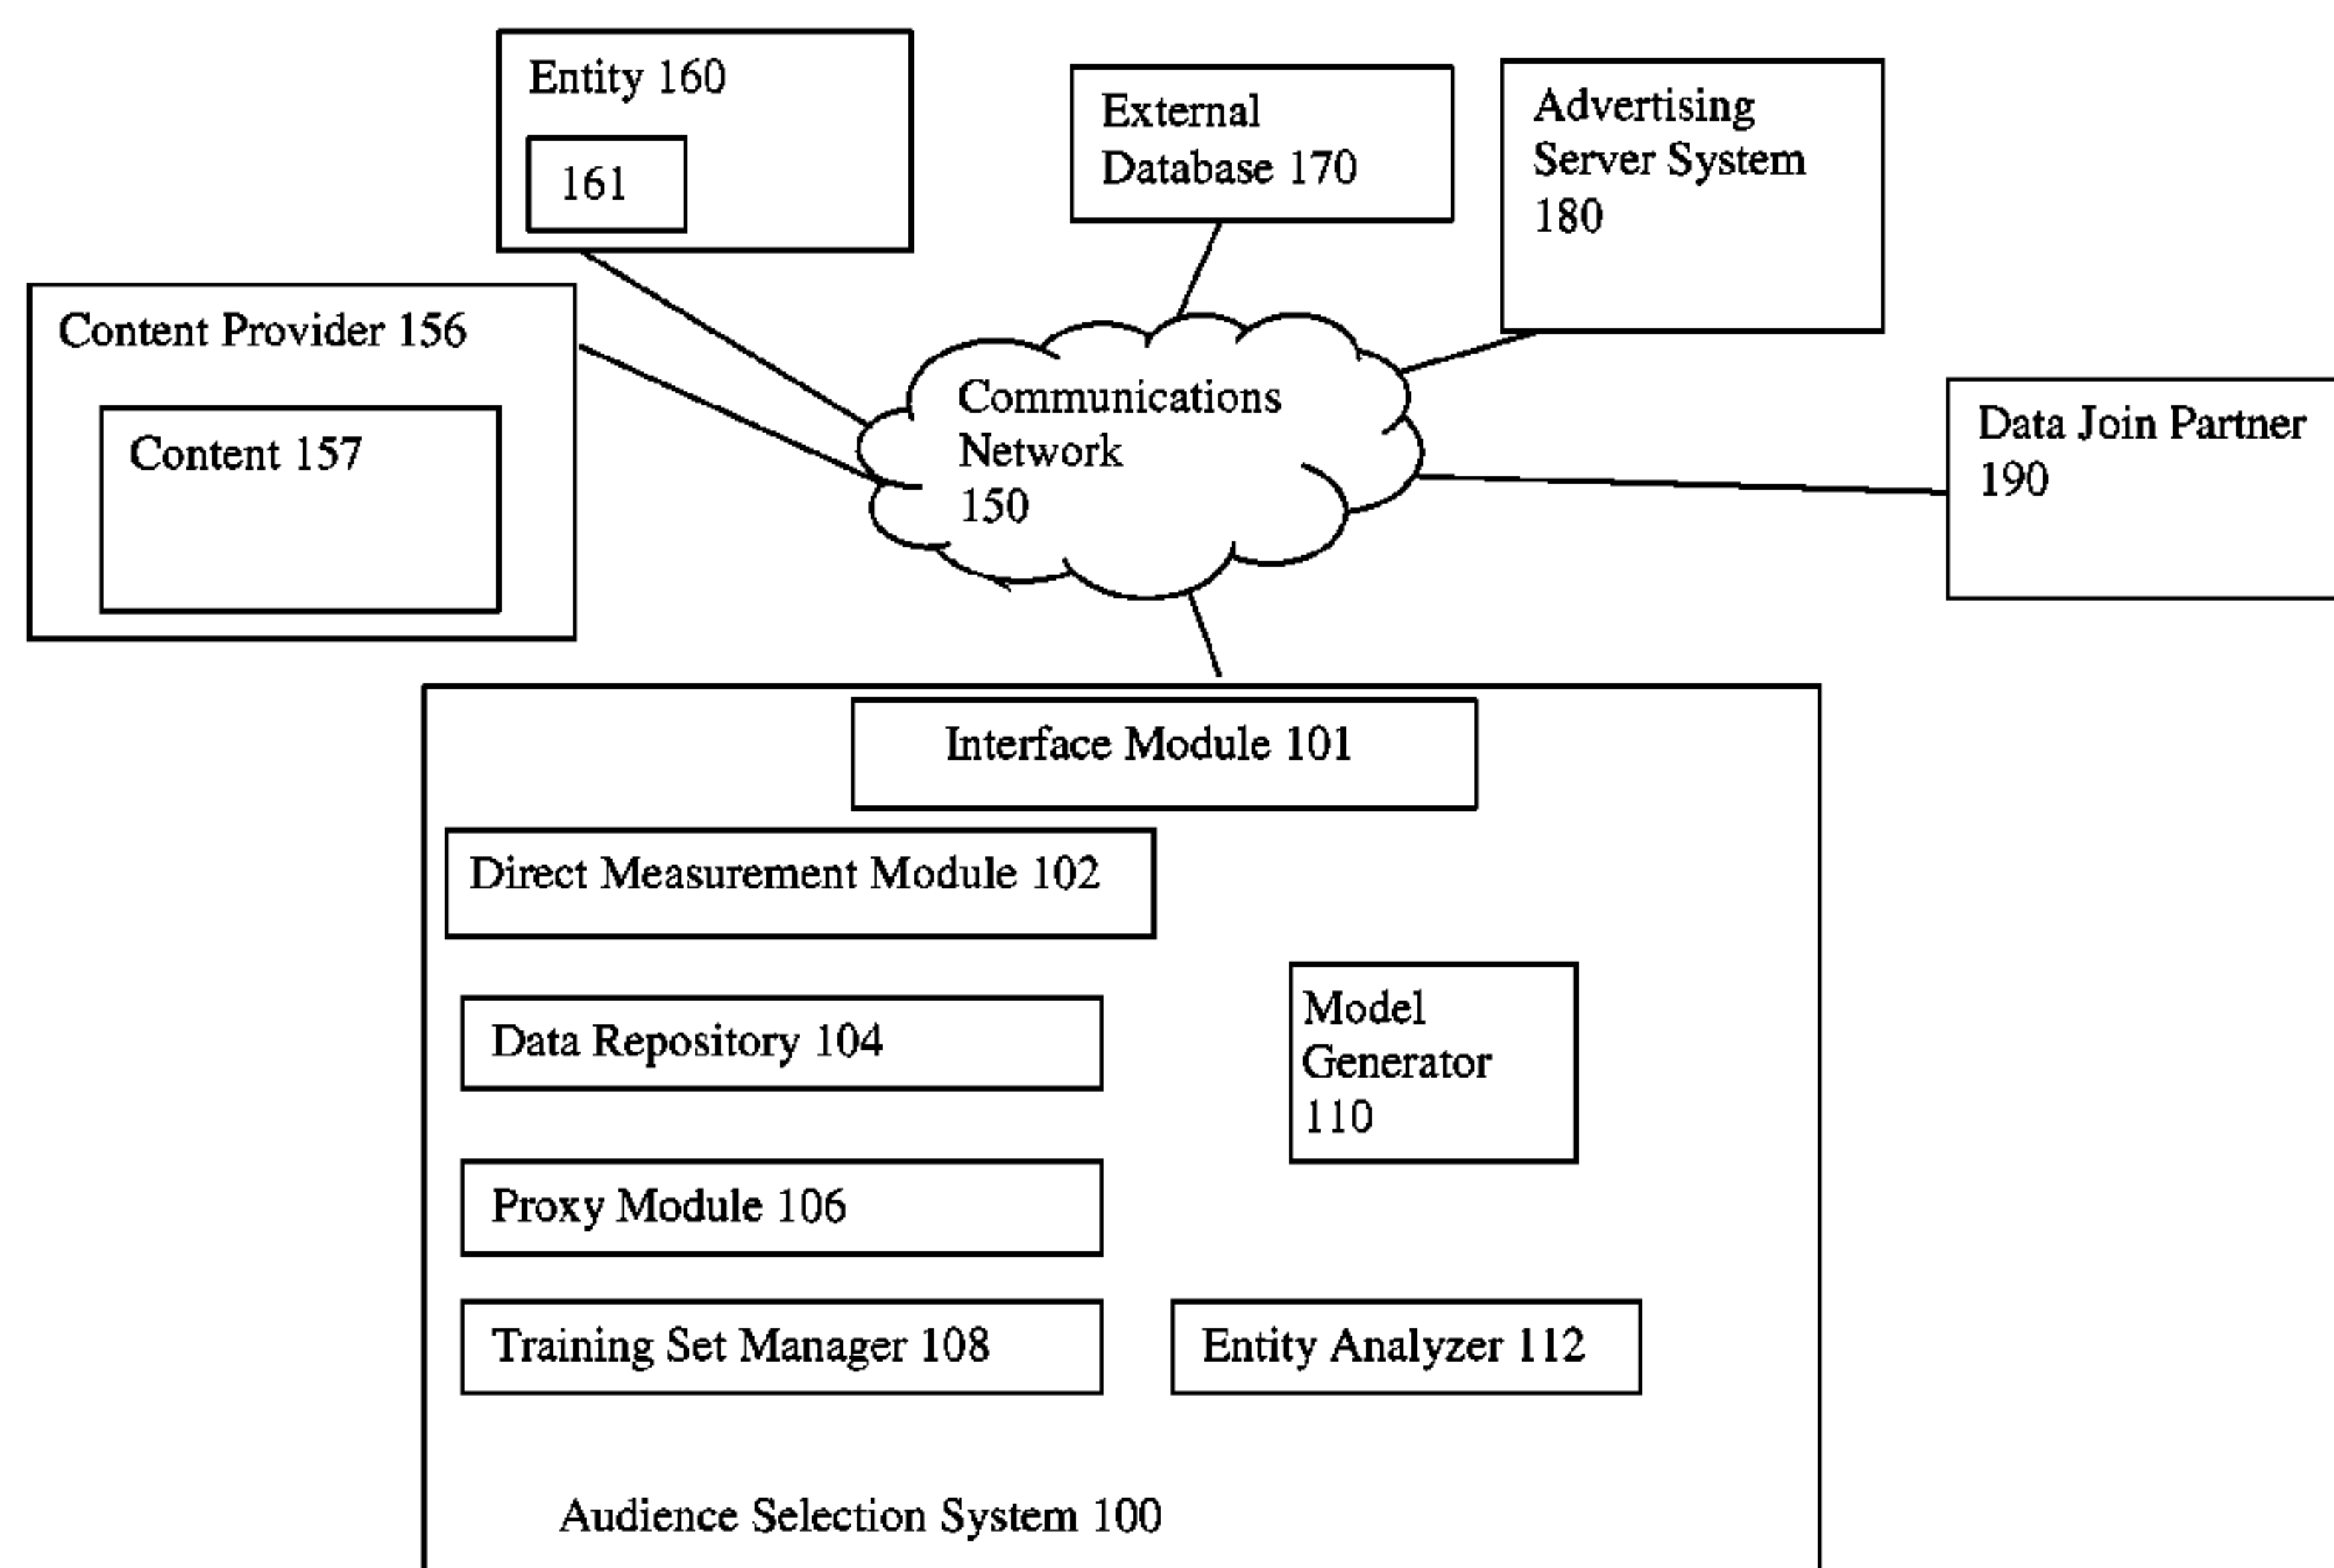 Entity 160
161
External
Database 170
Advertising
Server System
180
Content Provider 156
Content 157
Communications
Network
150
Data Join Partner
190
Interface Module 101
Direct Measurement Module 102
Data Repository 104
Model
Generator
110
Proxy Module 106
Training Set Manager 108
Entity Analyzer 112
Audience Selection System 100